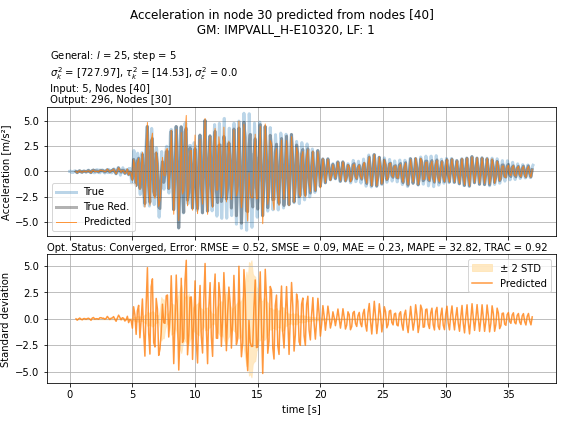 Acceleration in node 30 predicted from nodes [40]
GM: IMPVALL_H-E10320, LF: 1
General: l = 25, step = 5
σ²ₖ = [727.97], τ²ₖ = [14.53], σ²ε = 0.0
Input: 5, Nodes [40]
Output: 296, Nodes [30]
Acceleration [m/s²]
5.0
2.5
0.0
−2.5
−5.0
True
True Red.
Predicted
Opt. Status: Converged, Error: RMSE = 0.52, SMSE = 0.09, MAE = 0.23, MAPE = 32.82, TRAC = 0.92
Standard deviation
5.0
2.5
0.0
−2.5
−5.0
± 2 STD
Predicted
0 5 10 15 20 25 30 35
time [s]